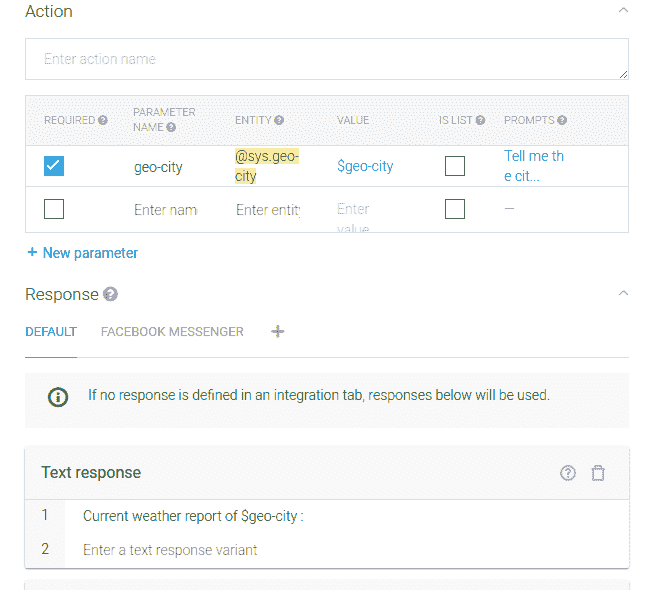 Action
Enter action name
REQUIRED
PARAMETER
NAME
ENTITY
VALUE
IS LIST
PROMPTS
geo-city
@sys.geo-
city
$geo-city
Tell me th
e cit...
Enter nam
Enter entity
Enter
value
—
+ New parameter
Response
DEFAULT
FACEBOOK MESSENGER
+
If no response is defined in an integration tab, responses below will be used.
Text response
1 Current weather report of $geo-city :
2 Enter a text response variant